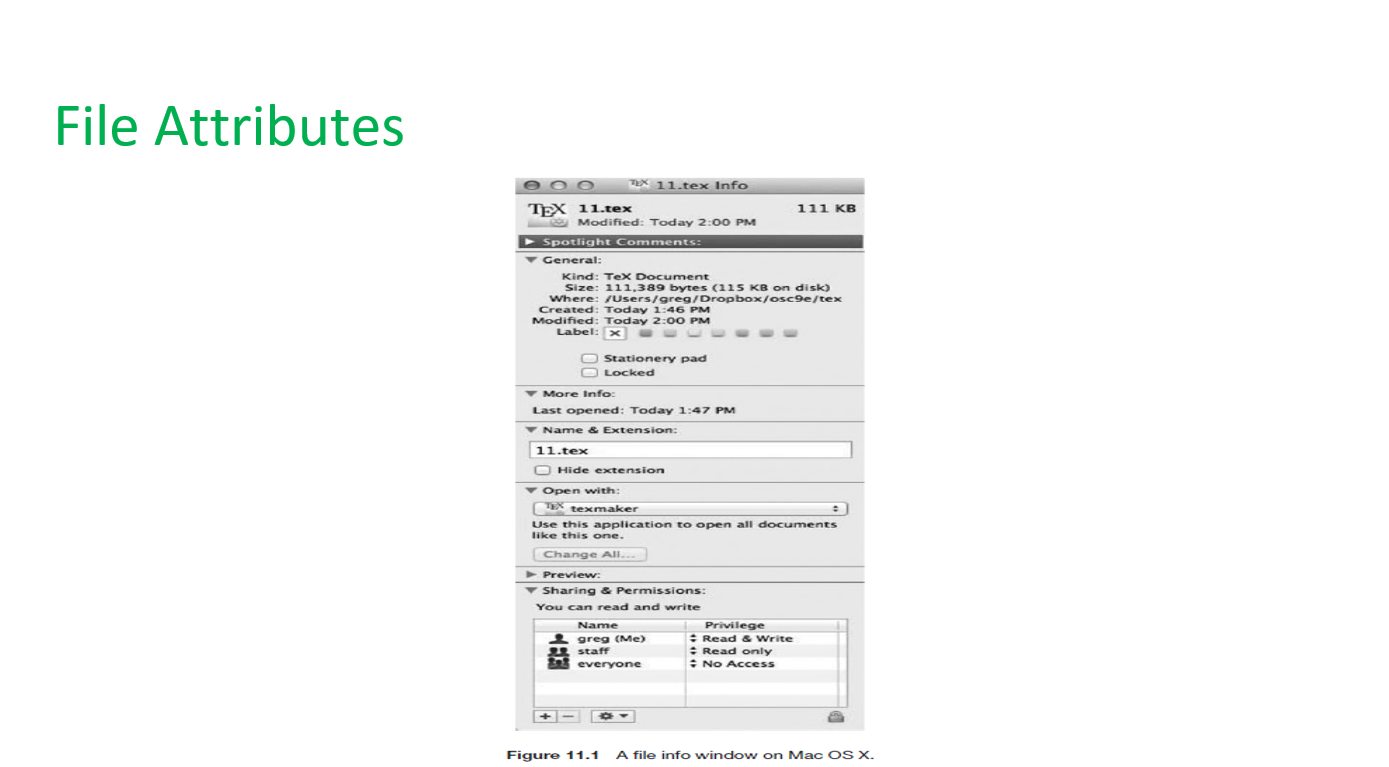 File Attributes
TEX 11.tex Info
TEX 11.tex 111 KB
Modified: Today 2:00 PM
Spotlight Comments:
General:
Kind: TeX Document
Size: 111,389 bytes (115 KB on disk)
Where: /Users/greg/Dropbox/osc9e/tex
Created: Today 1:46 PM
Modified: Today 2:00 PM
Label:
Stationery pad
Locked
More Info:
Last opened: Today 1:47 PM
Name & Extension:
11.tex
Hide extension
Open with:
TEX texmaker
Use this application to open all documents
like this one.
Change All...
Preview:
Sharing & Permissions:
You can read and write
Name Privilege
greg (Me) Read & Write
staff Read only
everyone No Access
Figure 11.1 A file info window on Mac OS X.